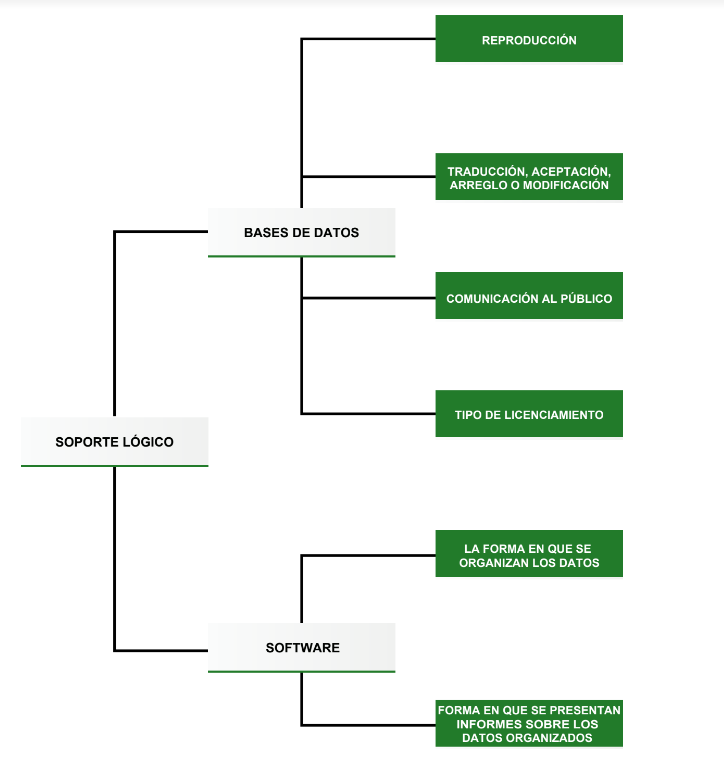 REPRODUCCIÓN
TRADUCCIÓN, ACEPTACIÓN,
ARREGLO O MODIFICACIÓN
BASES DE DATOS
COMUNICACIÓN AL PÚBLICO
TIPO DE LICENCIAMIENTO
SOPORTE LÓGICO
LA FORMA EN QUE SE
ORGANIZAN LOS DATOS
SOFTWARE
FORMA EN QUE SE PRESENTAN
INFORMES SOBRE LOS
DATOS ORGANIZADOS